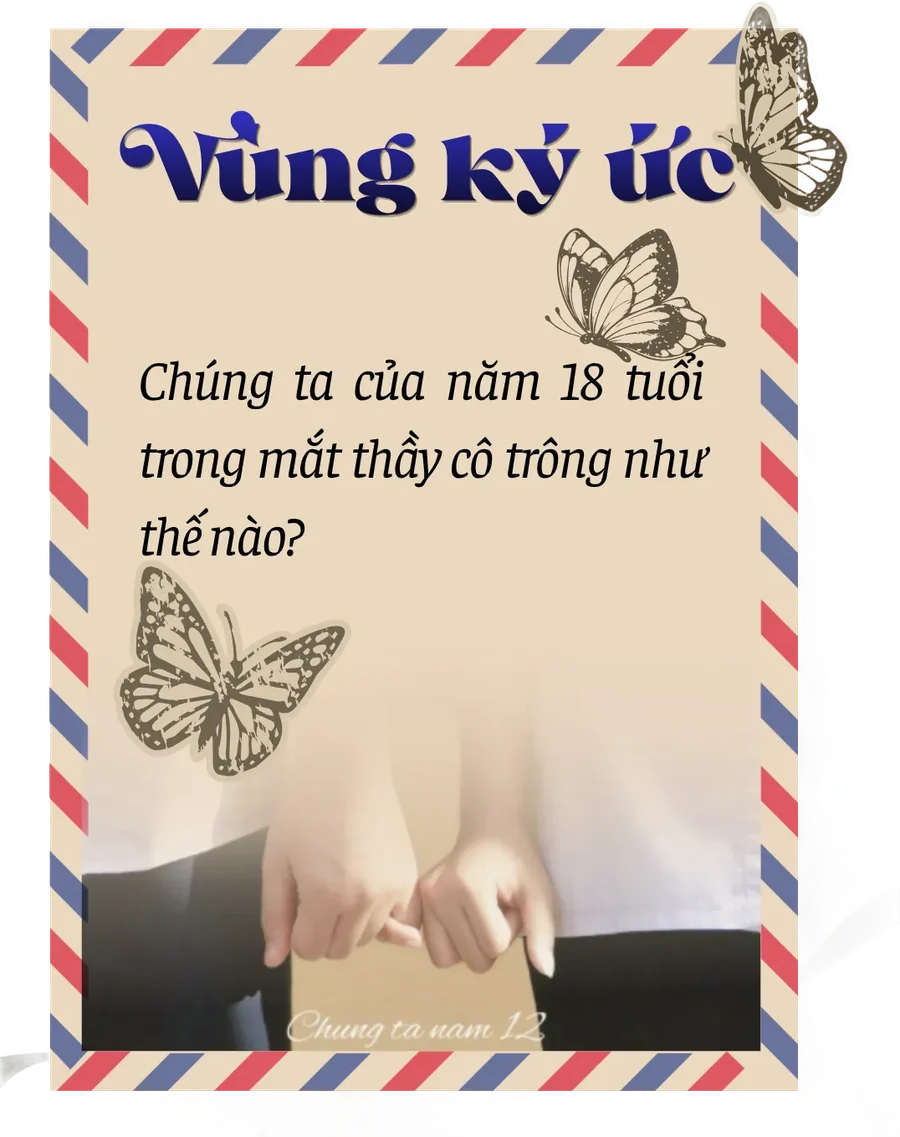 Vùng ký ức
Chúng ta của năm 18 tuổi
trong mắt thầy cô trông như
thế nào?
Chung ta nam 12